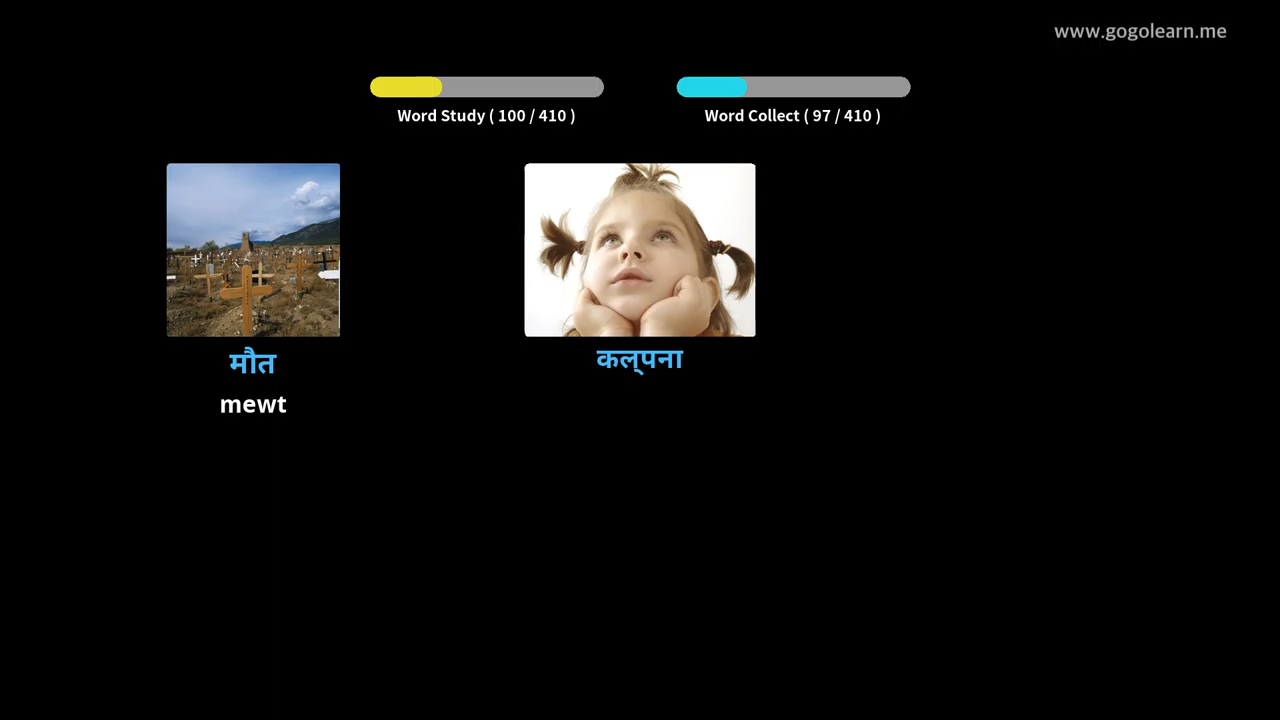 www.gogolearn.me
Word Study ( 100 / 410 )
Word Collect ( 97 / 410 )
मौत
कल्पना
mewt